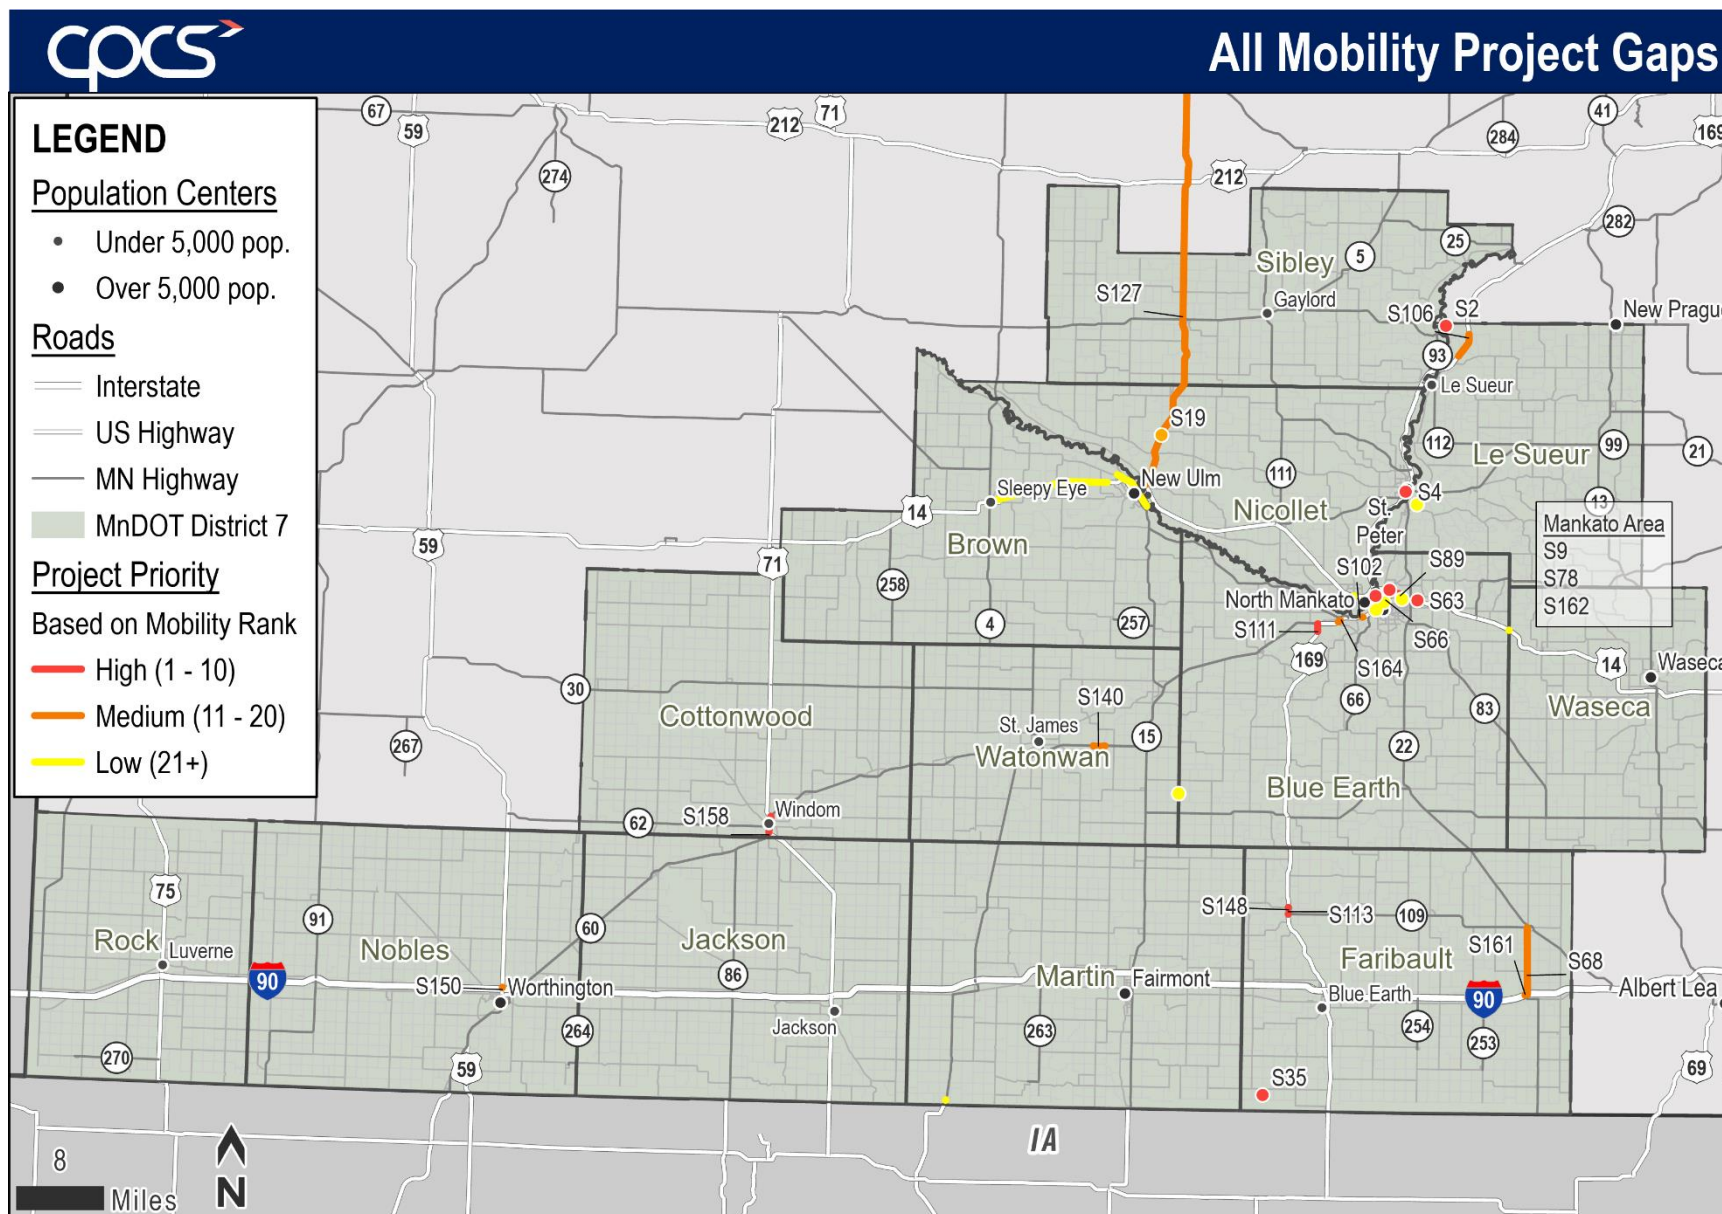 cpcs
All Mobility Project Gaps
LEGEND
Population Centers
Under 5,000 pop.
Over 5,000 pop.
Roads
Interstate
US Highway
MN Highway
MnDOT District 7
Project Priority
Based on Mobility Rank
High (1 - 10)
Medium (11 - 20)
Low (21+)
67
59
212
71
41
284
169
274
212
282
25
5
Sibley
S127
Gaylord
S106
S2
New Prague
93
Le Sueur
S19
112
99
21
Le Sueur
111
New Ulm
Sleepy Eye
S4
St.
Peter
13
14
Nicollet
Mankato Area
S9
S78
S162
59
71
Brown
S102
S89
258
North Mankato
S63
4
257
S111
S66
169
S164
14
Waseca
30
66
83
Waseca
Cottonwood
S140
St. James
15
267
Watonwan
22
Blue Earth
Windom
62
S158
75
91
S148
S113
109
60
Rock
Luverne
Nobles
Jackson
S161
Faribault
S68
90
86
Martin
Fairmont
S150
Worthington
Blue Earth
90
Albert Lea
264
Jackson
263
254
253
270
59
69
S35
IA
8
Miles
N